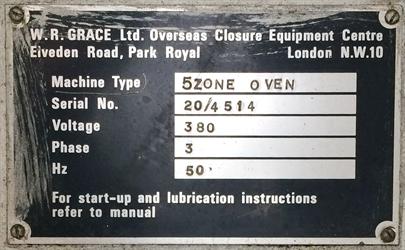 W.R. GRACE Ltd. Overseas Closure Equipment Centre
Eiveden Road, Park Royal London N.W.10
Machine Type 5ZONE OVEN
Serial No. 20/4514
Voltage 380
Phase 3
Hz 50
For start-up and lubrication instructions
refer to manual